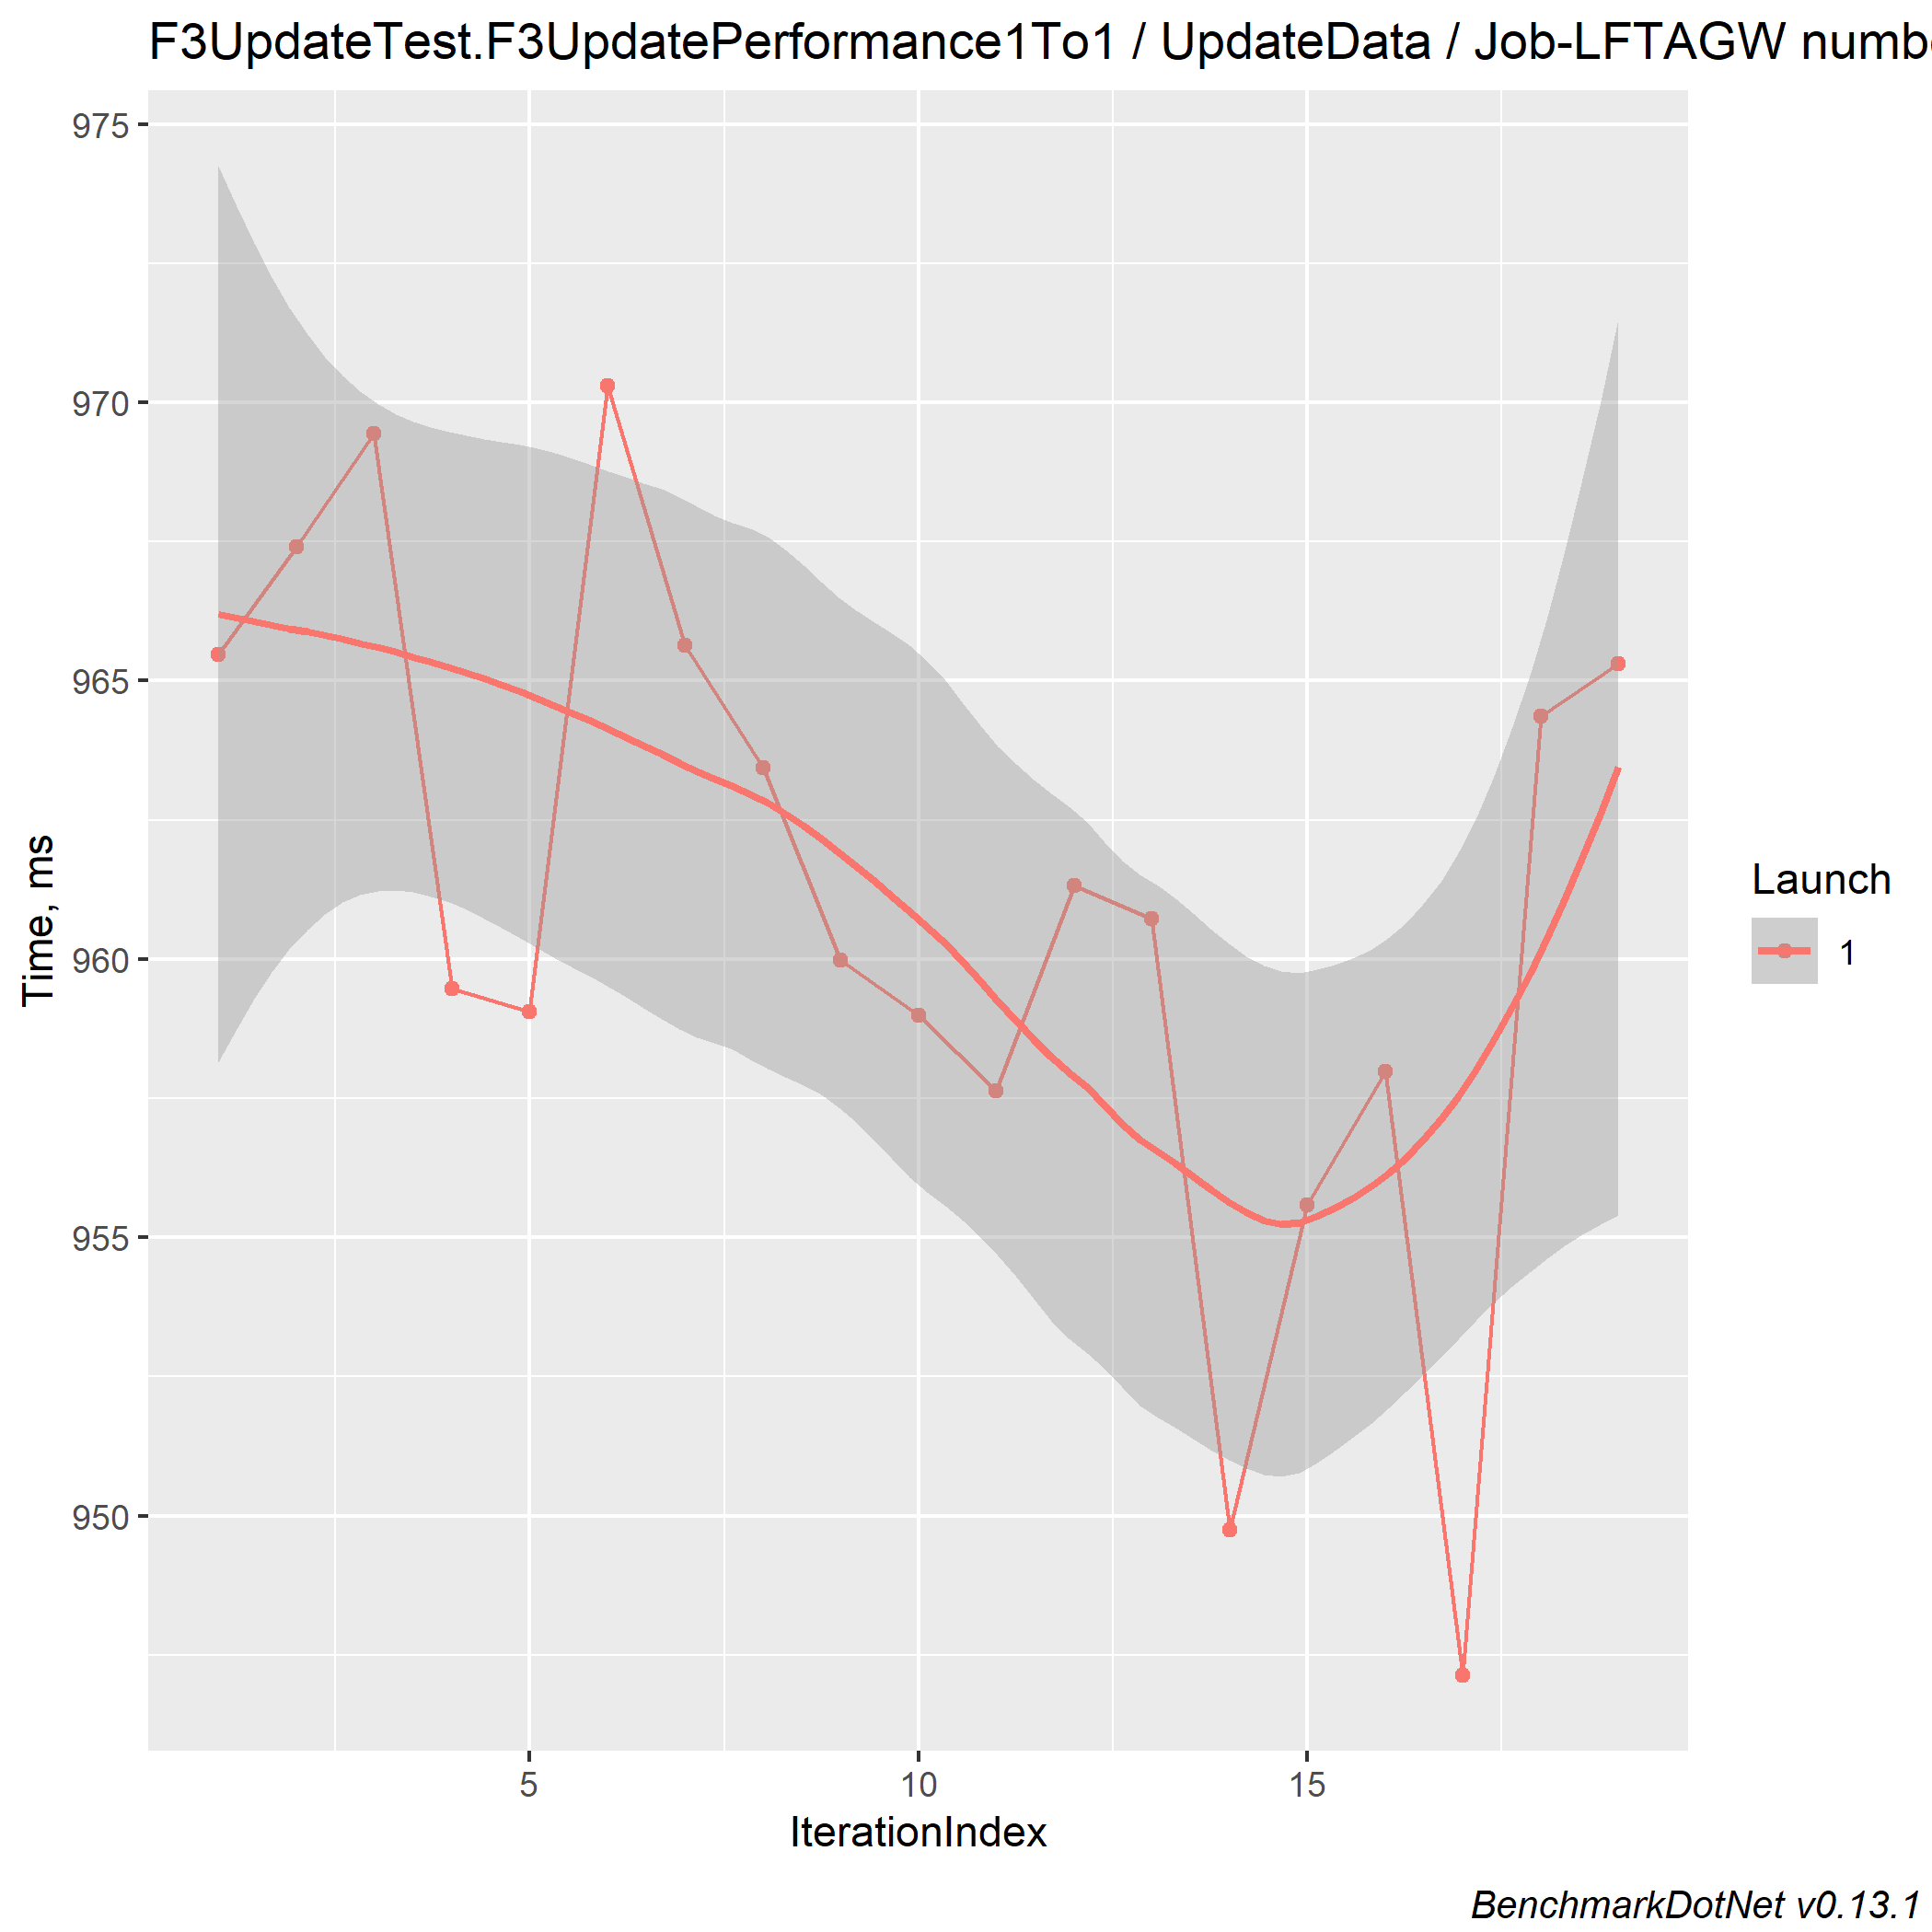 F3UpdateTest.F3UpdatePerformance1To1 / UpdateData / Job-LFTAGW
975
970
965
960
955
950
Time, ms
5 10 15
IterationIndex
Launch
1
BenchmarkDotNet v0.13.1